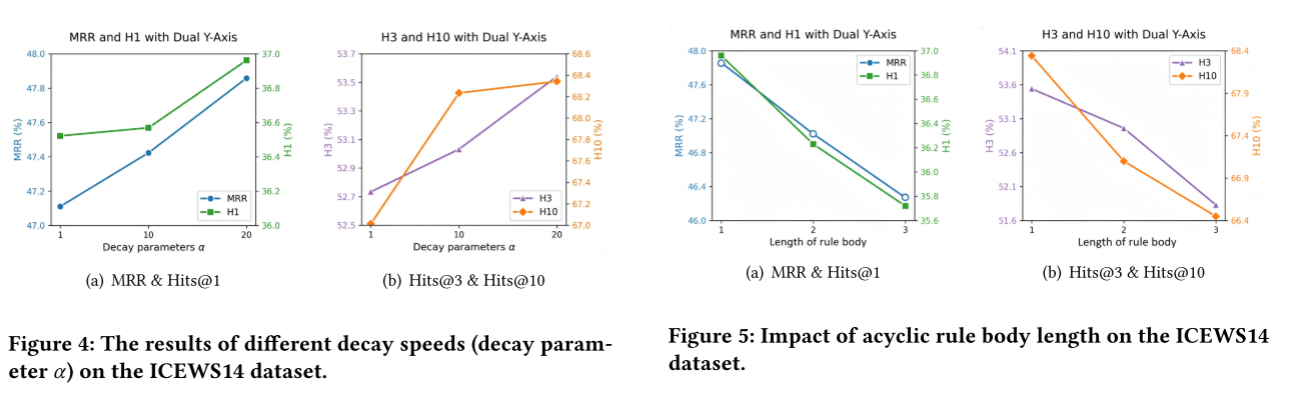 MRR and H1 with Dual Y-Axis
48.0
47.8
47.6
47.4
47.2
47.0
MRR (%)
37.0
36.8
36.6
36.4
36.2
36.0
H1 (%)
MRR
H1
1
10
20
Decay parameters α
(a) MRR & Hits@1
H3 and H10 with Dual Y-Axis
53.7
53.5
53.3
53.1
52.9
52.7
52.5
H3 (%)
68.6
68.4
68.2
68.0
67.8
67.6
67.4
67.2
67.0
H10 (%)
H3
H10
1
10
20
Decay parameters α
(b) Hits@3 & Hits@10
Figure 4: The results of different decay speeds (decay param-
eter α) on the ICEWS14 dataset.
MRR and H1 with Dual Y-Axis
48.0
47.6
47.2
46.8
46.4
46.0
MRR (%)
37.0
36.8
36.6
36.4
36.2
36.0
35.8
35.6
H1 (%)
MRR
H1
1
2
3
Length of rule body
(a) MRR & Hits@1
H3 and H10 with Dual Y-Axis
54.1
53.6
53.1
52.6
52.1
51.6
H3 (%)
68.4
67.9
67.4
66.9
66.4
H10 (%)
H3
H10
1
2
3
Length of rule body
(b) Hits@3 & Hits@10
Figure 5: Impact of acyclic rule body length on the ICEWS14
dataset.